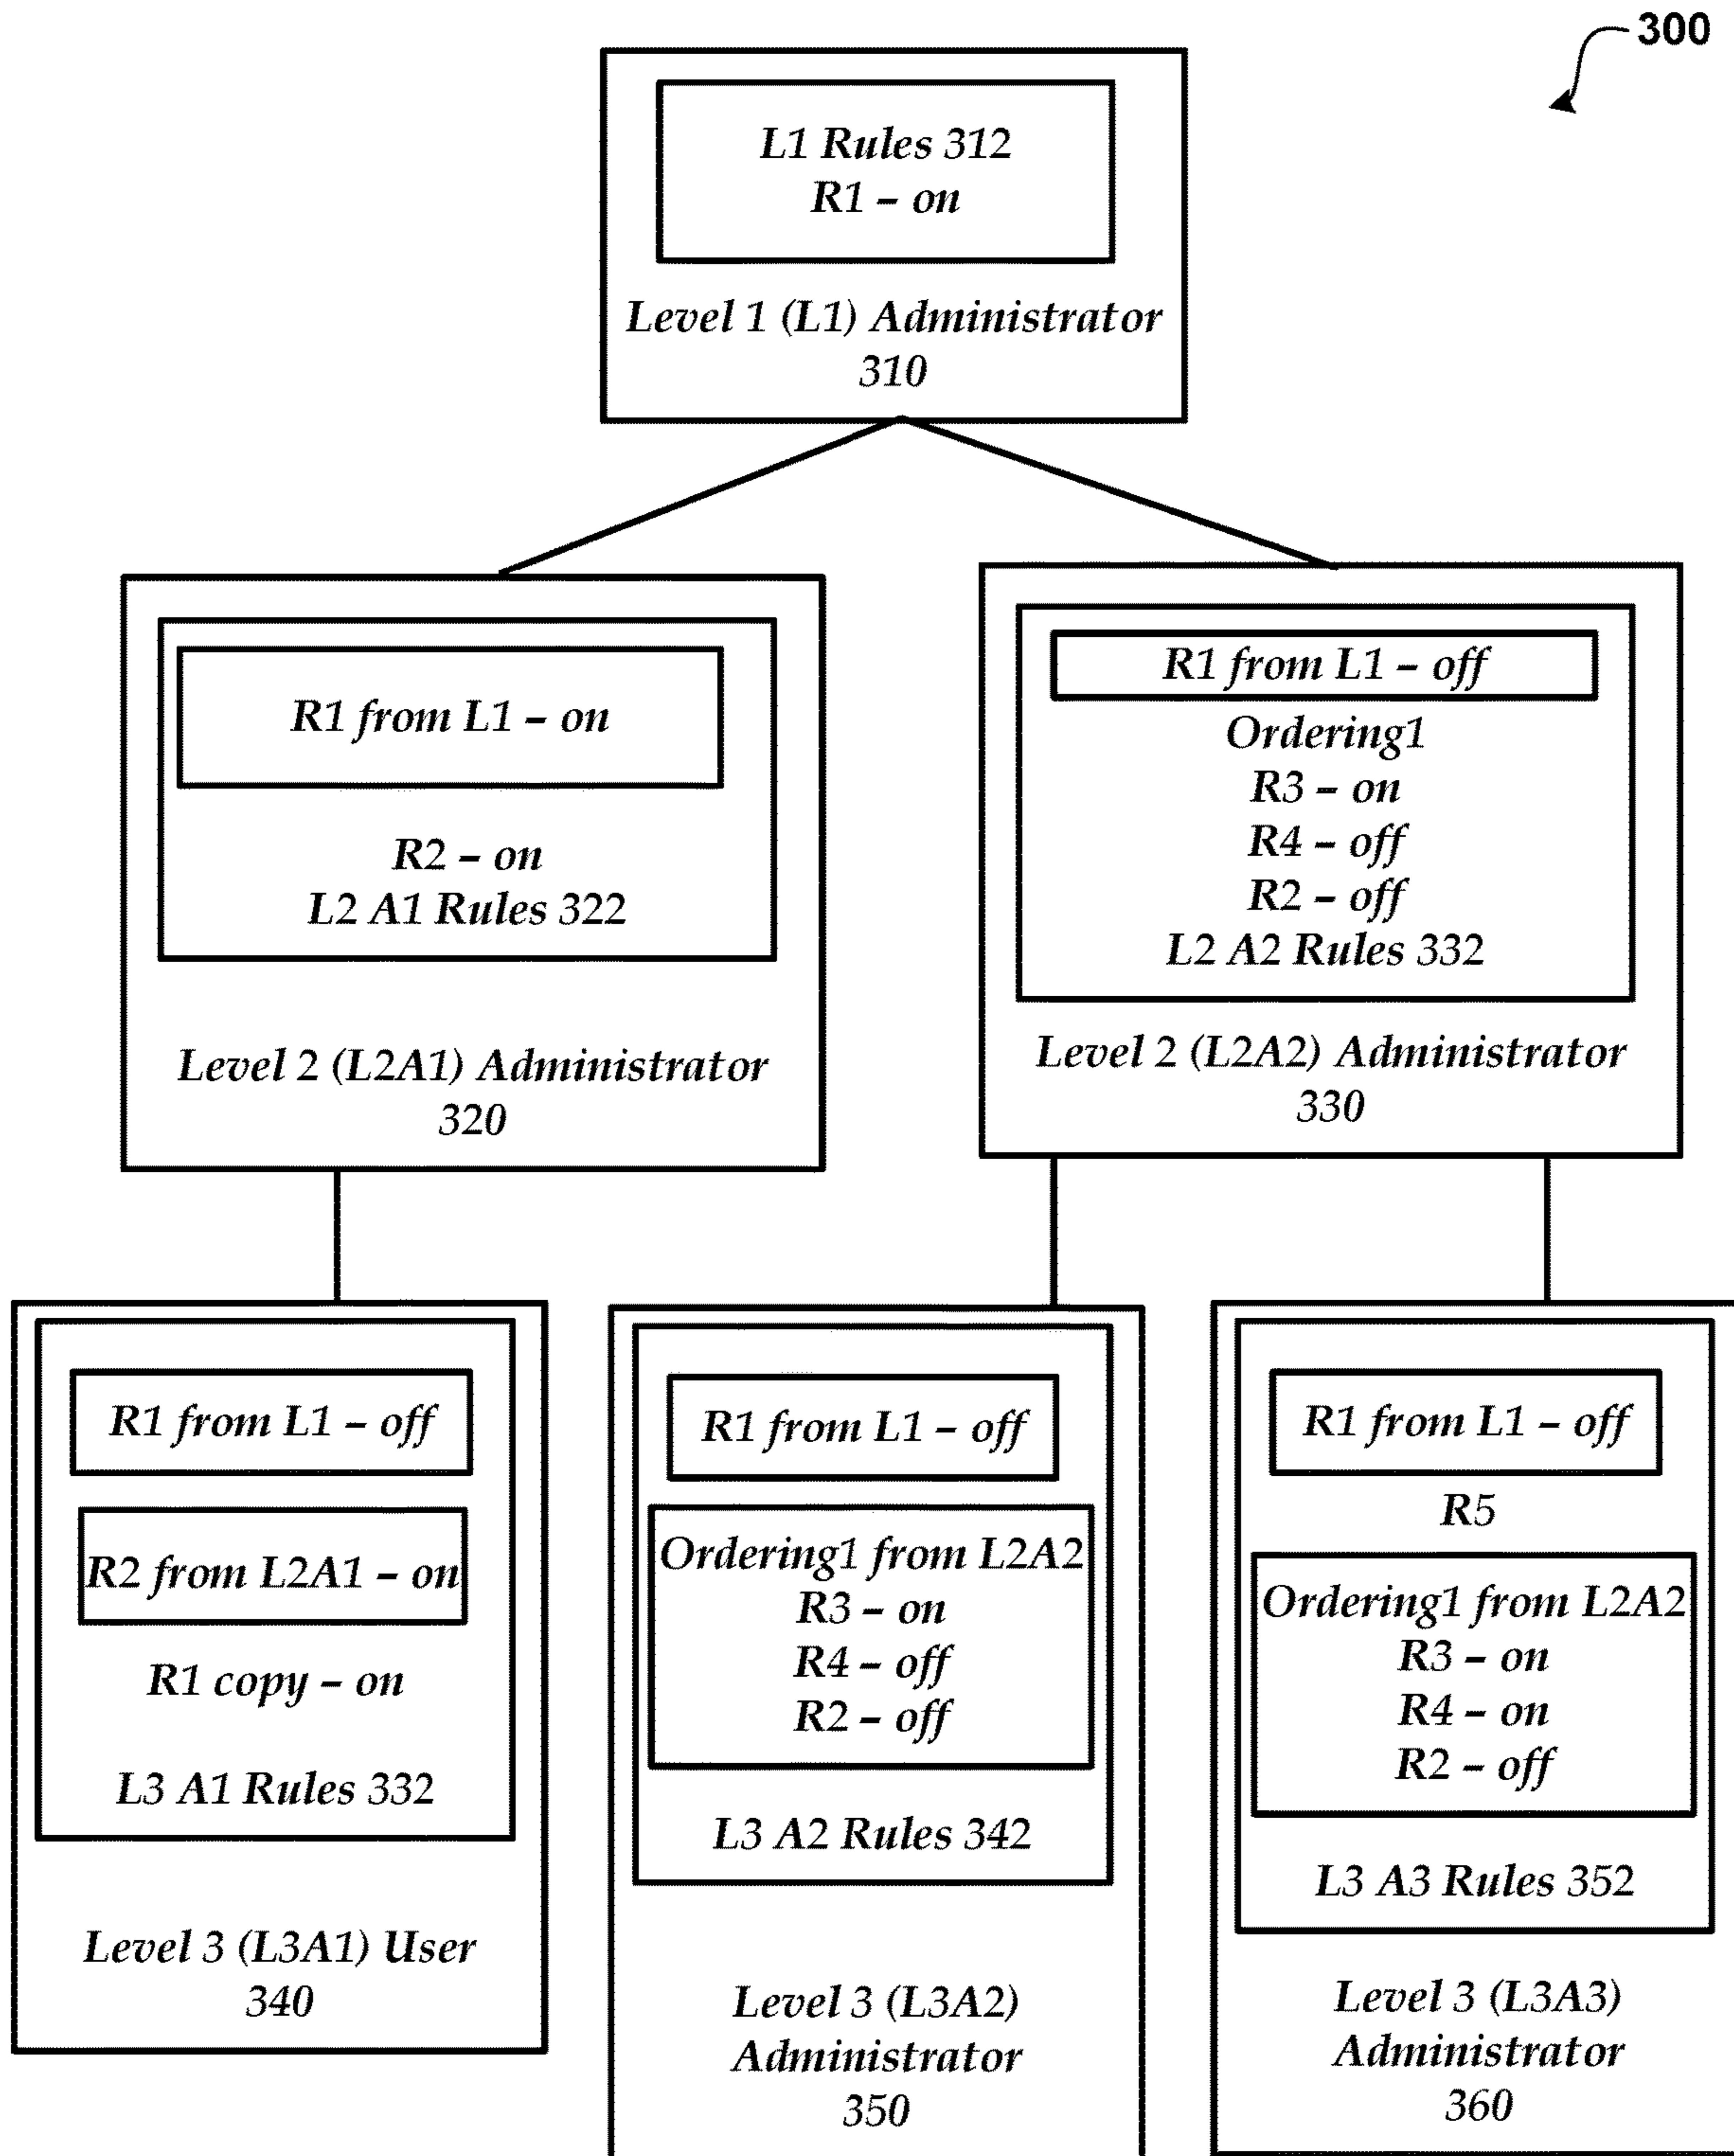 300
L1 Rules 312
R1 – on
Level 1 (L1) Administrator
310
R1 from L1 – on
R2 – on
L2 A1 Rules 322
Level 2 (L2A1) Administrator
320
R1 from L1 – off
Ordering1
R3 – on
R4 – off
R2 – off
L2 A2 Rules 332
Level 2 (L2A2) Administrator
330
R1 from L1 – off
R2 from L2A1 – on
R1 copy – on
L3 A1 Rules 332
Level 3 (L3A1) User
340
R1 from L1 – off
Ordering1 from L2A2
R3 – on
R4 – off
R2 – off
L3 A2 Rules 342
Level 3 (L3A2)
Administrator
350
R1 from L1 – off
R5
Ordering1 from L2A2
R3 – on
R4 – on
R2 – off
L3 A3 Rules 352
Level 3 (L3A3)
Administrator
360